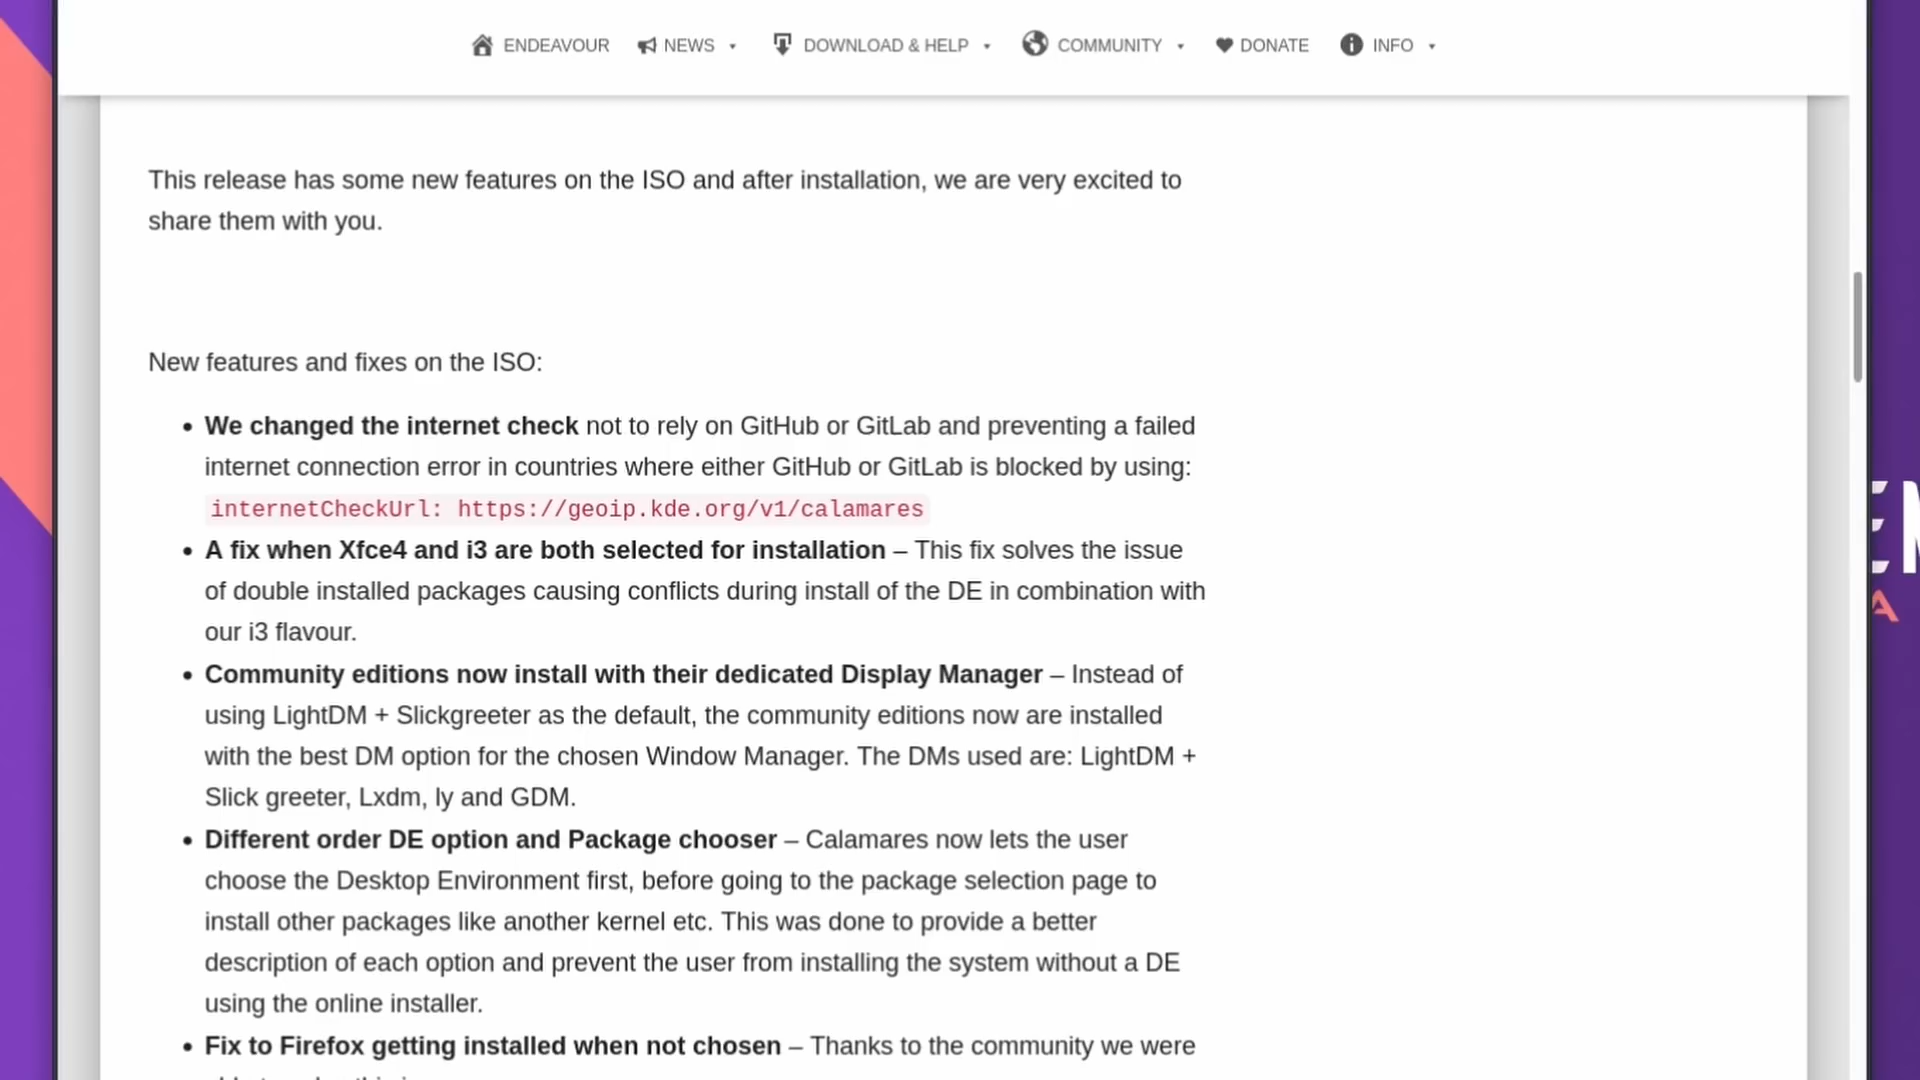 ENDEAVOUR NEWS DOWNLOAD & HELP COMMUNITY DONATE INFO
This release has some new features on the ISO and after installation, we are very excited to
share them with you.
New features and fixes on the ISO:
• We changed the internet check not to rely on GitHub or GitLab and preventing a failed
internet connection error in countries where either GitHub or GitLab is blocked by using:
internetCheckUrl: https://geoip.kde.org/v1/calamares
• A fix when Xfce4 and i3 are both selected for installation – This fix solves the issue
of double installed packages causing conflicts during install of the DE in combination with
our i3 flavour.
• Community editions now install with their dedicated Display Manager – Instead of
using LightDM + Slickgreeter as the default, the community editions now are installed
with the best DM option for the chosen Window Manager. The DMs used are: LightDM +
Slick greeter, Lxdm, ly and GDM.
• Different order DE option and Package chooser – Calamares now lets the user
choose the Desktop Environment first, before going to the package selection page to
install other packages like another kernel etc. This was done to provide a better
description of each option and prevent the user from installing the system without a DE
using the online installer.
• Fix to Firefox getting installed when not chosen – Thanks to the community we were